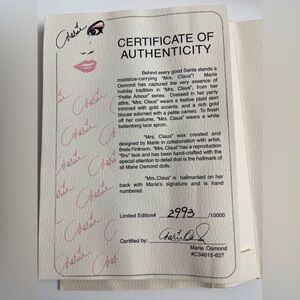 Marie
CERTIFICATE OF
AUTHENTICITY
Behind every good Santa stands a
mistletoe-carrying "Mrs. Claus"! Marie
Osmond has captured the very essence of
holiday tradition in "Mrs. Claus", from her
"Petite Amour" series. Dressed in her party
attire, "Mrs. Claus" wears a festive plaid skirt
trimmed with gold accents, and a rich gold
blouse adorned with a petite cameo. To finish
off her costume, "Mrs. Claus" wears a white
battenberg lace apron.
"Mrs. Claus" was created and
designed by Marie in collaboration with artist,
Breta Finlinson. "Mrs. Claus" has a reproduction
"Bru" face and has been hand-crafted with the
special attention to detail that is the hallmark of
all Marie Osmond dolls.
"Mrs. Claus" is hallmarked on her
back with Marie's signature and is hand
numbered.
Limited Edition# 2993 /10000
Certified by:
Marie Osmond
#C34615-627